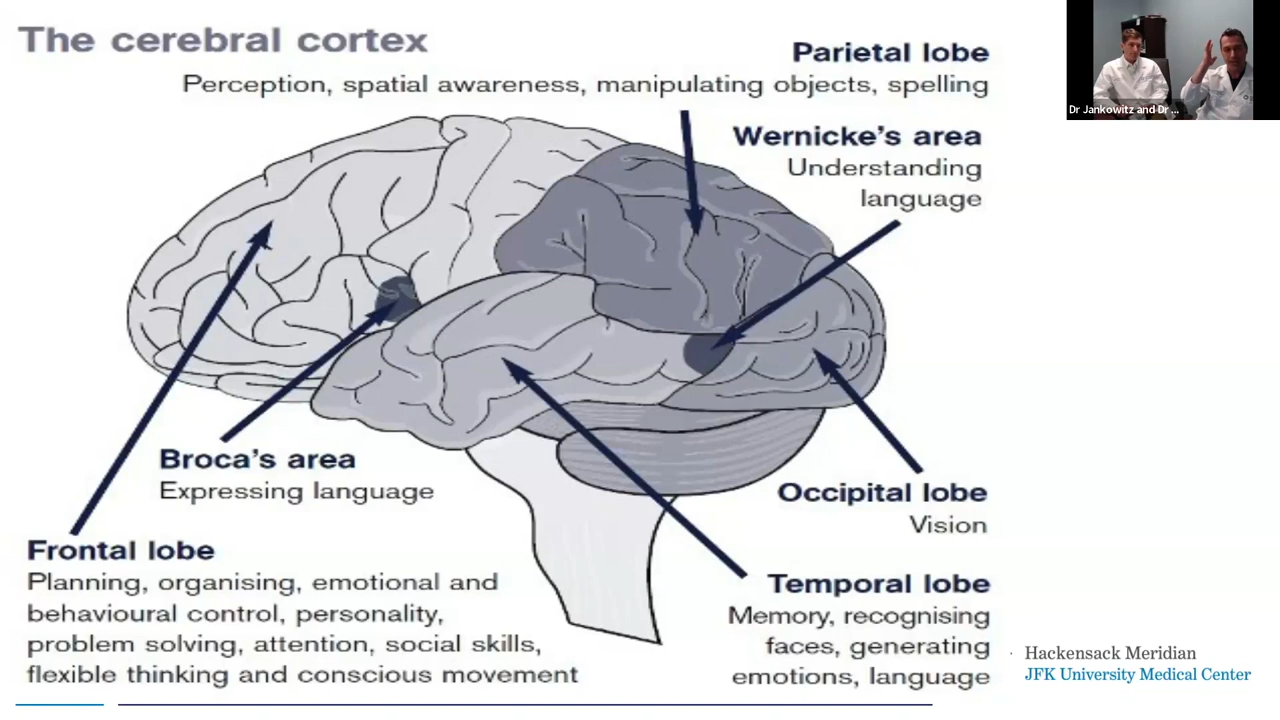 The cerebral cortex
Parietal lobe
Perception, spatial awareness, manipulating objects, spelling
Wernicke's area
Understanding
language
Broca's area
Expressing language
Frontal lobe
Planning, organising, emotional and
behavioural control, personality,
problem solving, attention, social skills,
flexible thinking and conscious movement
Occipital lobe
Vision
Temporal lobe
Memory, recognising
faces, generating
emotions, language
Dr Jankowitz and Dr ...
Hackensack Meridian
JFK University Medical Center